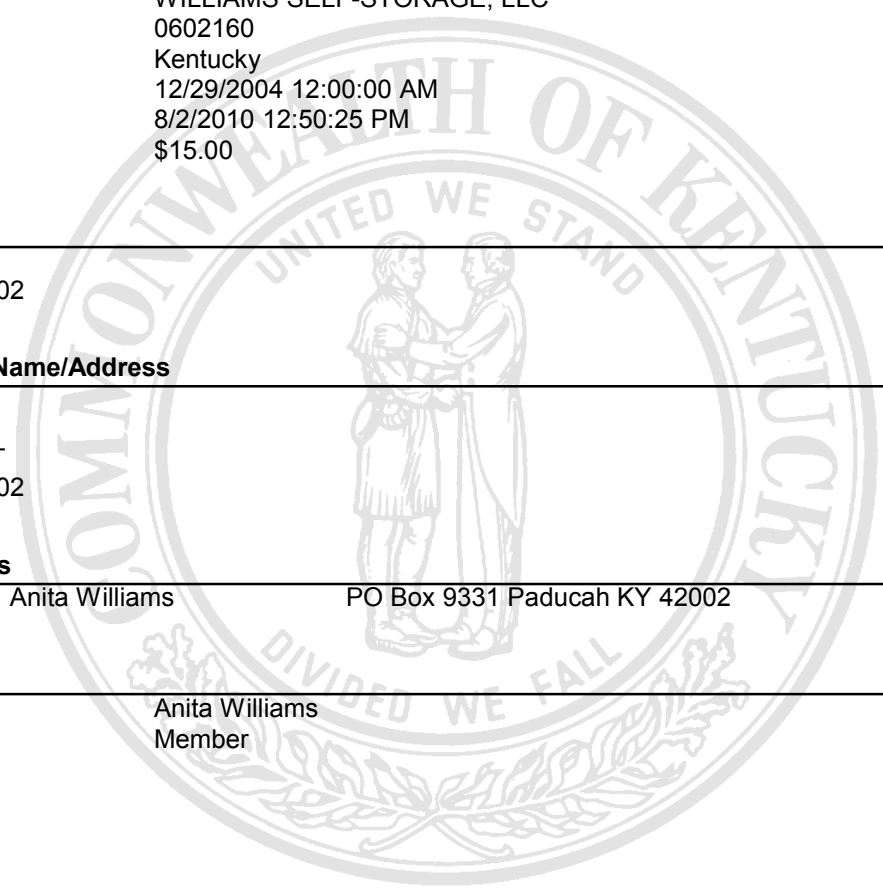 WILLIAMS SELF-STORAGE, LLC
0602160
Kentucky
12/29/2004 12:00:00 AM
8/2/2010 12:50:25 PM
$15.00
02
Name/Address
02
s
Anita Williams PO Box 9331 Paducah KY 42002
Anita Williams
Member
COMMONWEALTH OF KENTUCKY
UNITED WE STAND
DIVIDED WE FALL